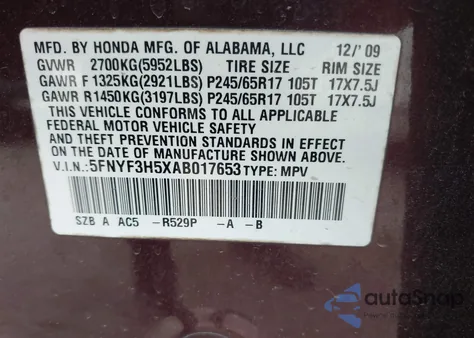 MFD. BY HONDA MFG. OF ALABAMA, LLC 12/'09
GVWR 2700KG(5952LBS) TIRE SIZE RIM SIZE
GAWR F 1325KG(2921LBS) P245/65R17 105T 17X7.5J
GAWR R1450KG(3197LBS) P245/65R17 105T 17X7.5J
THIS VEHICLE CONFORMS TO ALL APPLICABLE
FEDERAL MOTOR VEHICLE SAFETY
AND THEFT PREVENTION STANDARDS IN EFFECT
ON THE DATE OF MANUFACTURE SHOWN ABOVE.
V.I.N.: 5FNYF3H5XAB017653 TYPE: MPV
SZB A AC5 -R529P -A -B
autoSnap